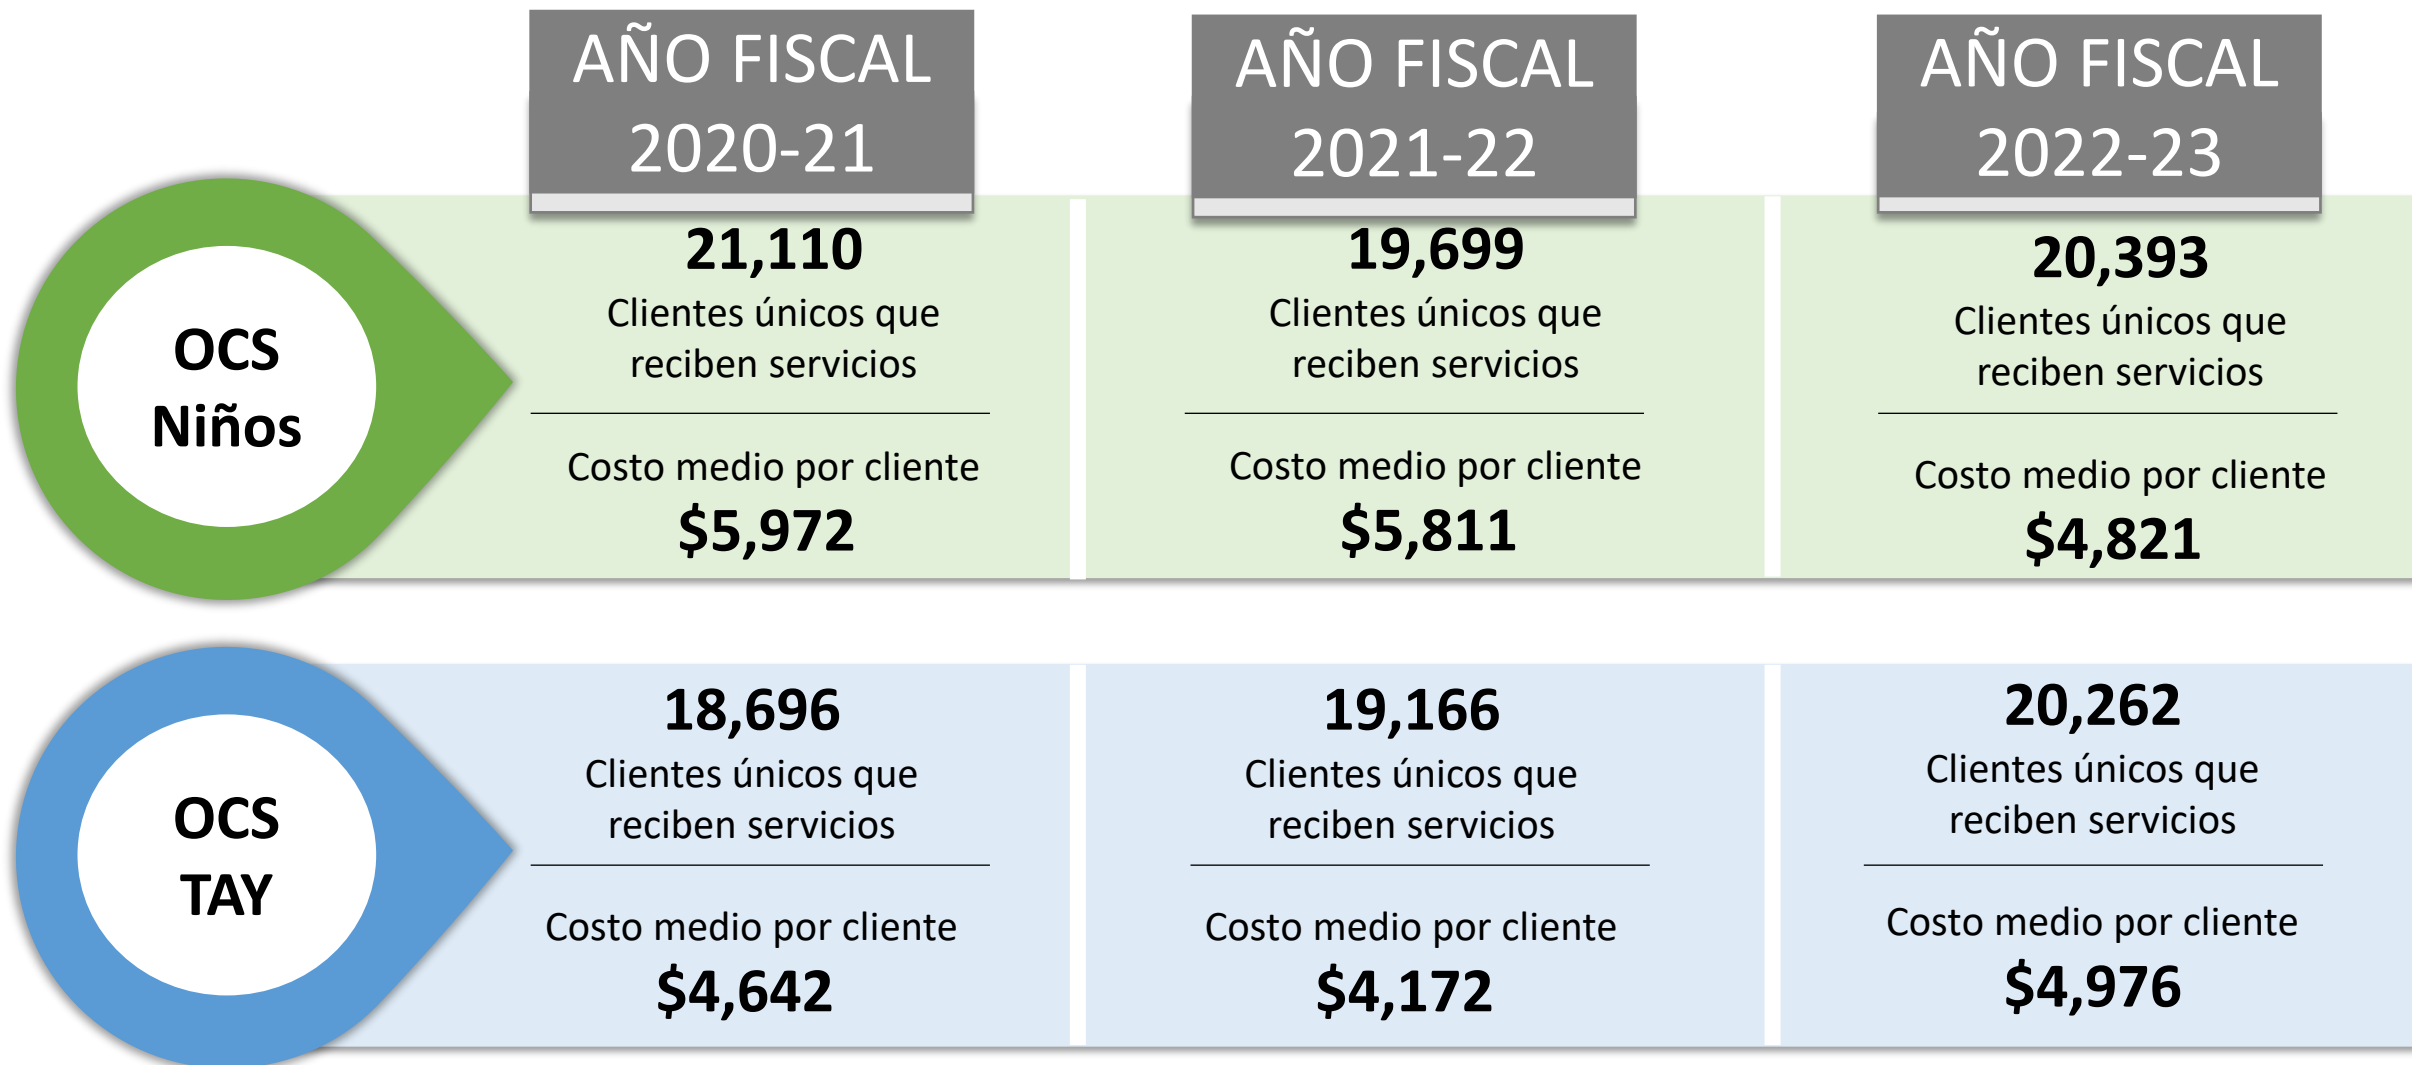 AÑO FISCAL
2020-21
AÑO FISCAL
2021-22
AÑO FISCAL
2022-23
OCS
Niños
21,110
Clientes únicos que
reciben servicios
Costo medio por cliente
$5,972
19,699
Clientes únicos que
reciben servicios
Costo medio por cliente
$5,811
20,393
Clientes únicos que
reciben servicios
Costo medio por cliente
$4,821
OCS
TAY
18,696
Clientes únicos que
reciben servicios
Costo medio por cliente
$4,642
19,166
Clientes únicos que
reciben servicios
Costo medio por cliente
$4,172
20,262
Clientes únicos que
reciben servicios
Costo medio por cliente
$4,976